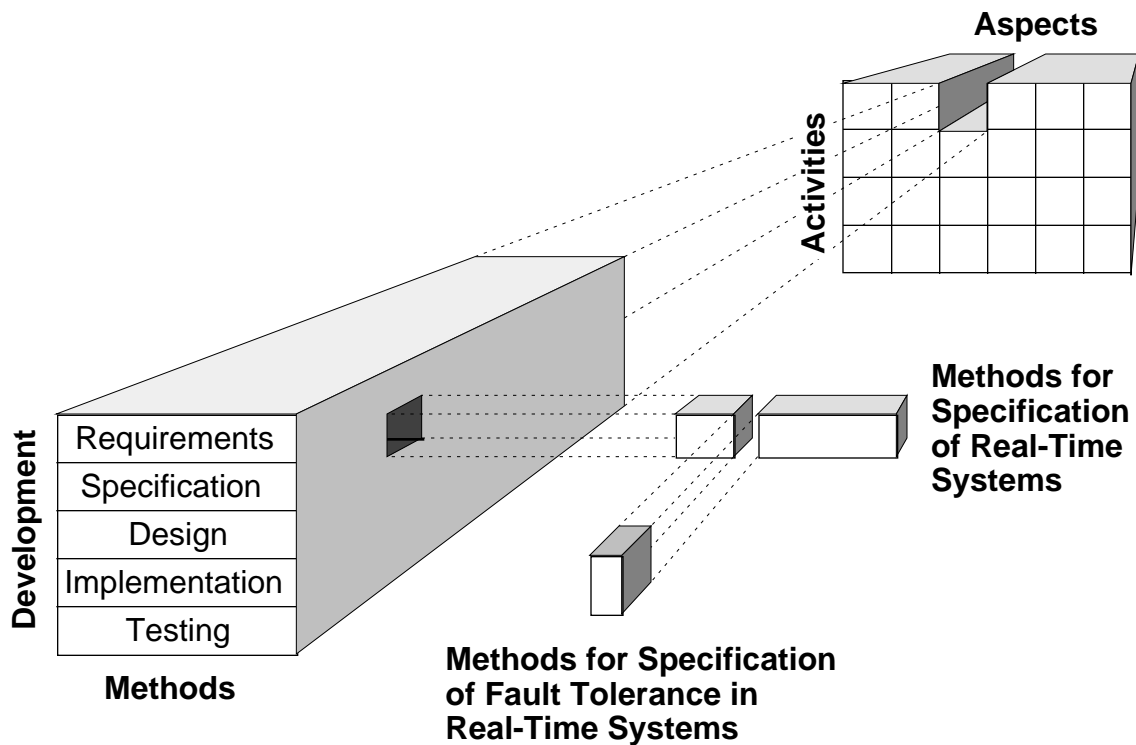 Aspects
Activities
Methods for
Specification
of Real-Time
Systems
Development
Requirements
Specification
Design
Implementation
Testing
Methods
Methods for Specification
of Fault Tolerance in
Real-Time Systems